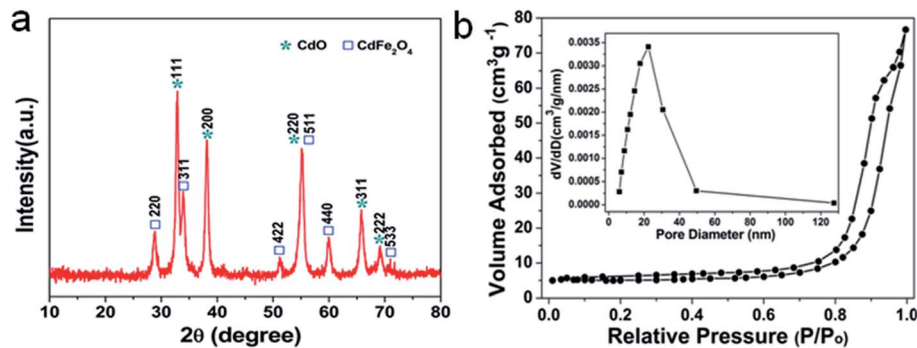 a
* CdO □ CdFe₂O₄
*111
□311
*200
□220
*220
□511
□422
□440
*311
*222
□533
Intensity(a.u.)
10 20 30 40 50 60 70 80
2θ (degree)
b
80
70
60
50
40
30
20
10
0
Volume Adsorbed (cm³g⁻¹)
0.0035
0.0030
0.0025
0.0020
0.0015
0.0010
0.0005
0.0000
dV/dD(cm³/g/nm)
0 20 40 60 80 100 120
Pore Diameter (nm)
0.0 0.2 0.4 0.6 0.8 1.0
Relative Pressure (P/Po)